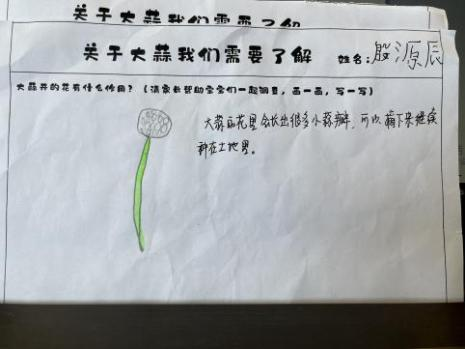 关于大蒜我们需要了解
关于大蒜我们需要了解 姓名:殷源辰
大蒜开的花有什么作用?(请家长帮助宝宝们一起调查,画一画,写一写)
大蒜的花里会长出很多小蒜瓣,可以摘下来继续
种在土地里。